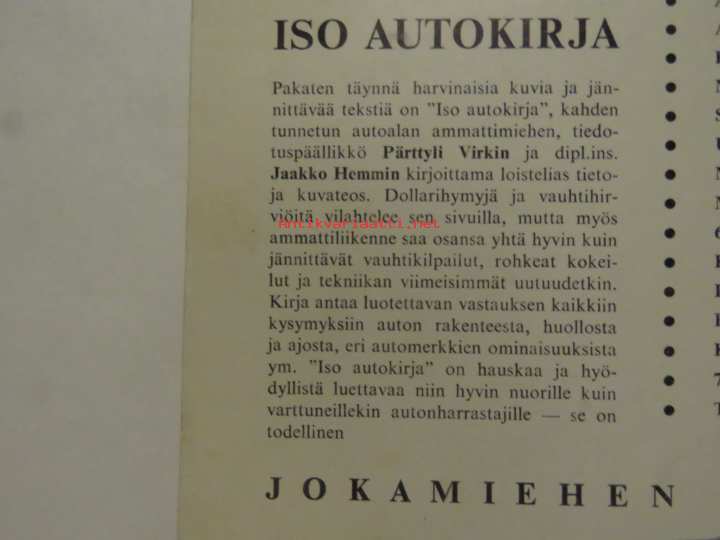 ISO AUTOKIRJA
Pakaten täynnä harvinaisia kuvia ja jän-
nittävää tekstiä on ”Iso autokirja”, kahden
tunnetun autoalan ammattimiehen, tiedo-
tuspäällikkö Pärttyli Virkin ja dipl.ins.
Jaakko Hemmin kirjoittama loistelias tieto-
ja kuvateos. Dollarihymyjä ja vauhtihir-
viöitä vilahtelee sen sivuilla, mutta myös
Antikvariaatti.net
ammattiliikenne saa osansa yhtä hyvin kuin
jännittävät vauhtikilpailut, rohkeat kokei-
lut ja tekniikan viimeisimmät uutuudetkin.
Kirja antaa luotettavan vastauksen kaikkiin
kysymyksiin auton rakenteesta, huollosta
ja ajosta, eri automerkkien ominaisuuksista
ym. ”Iso autokirja” on hauskaa ja hyö-
dyllistä luettavaa niin hyvin nuorille kuin
varttuneillekin autonharrastajille — se on
todellinen
JOKAMIEHEN